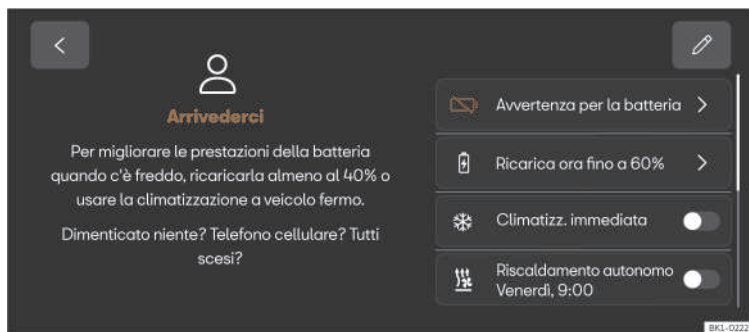 Arrivederci
Per migliorare le prestazioni della batteria
quando c'è freddo, ricaricarla almeno al 40% o
usare la climatizzazione a veicolo fermo.
Dimenticato niente? Telefono cellulare? Tutti
scesi?
Avvertenza per la batteria
Ricarica ora fino a 60%
Climatizz. immediata
Riscaldamento autonomo
Venerdì, 9:00
BK1-0222